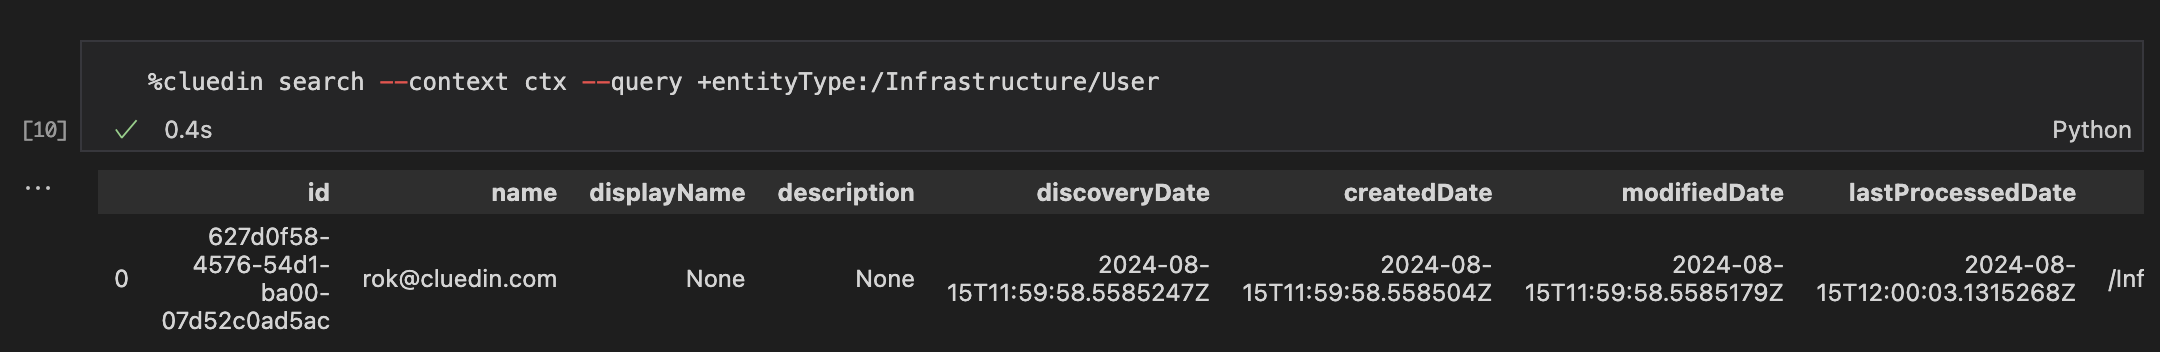 %cluedin search --context ctx --query +entityType:/Infrastructure/User
[10] 0.4s Python
...
id name displayName description discoveryDate createdDate modifiedDate lastProcessedDate
627d0f58-
4576-54d1- 2024-08- 2024-08- 2024-08- 2024-08-
0 rok@cluedin.com None None /Inf
ba00- 15T11:59:58.5585247Z 15T11:59:58.558504Z 15T11:59:58.5585179Z 15T12:00:03.1315268Z
07d52c0ad5ac